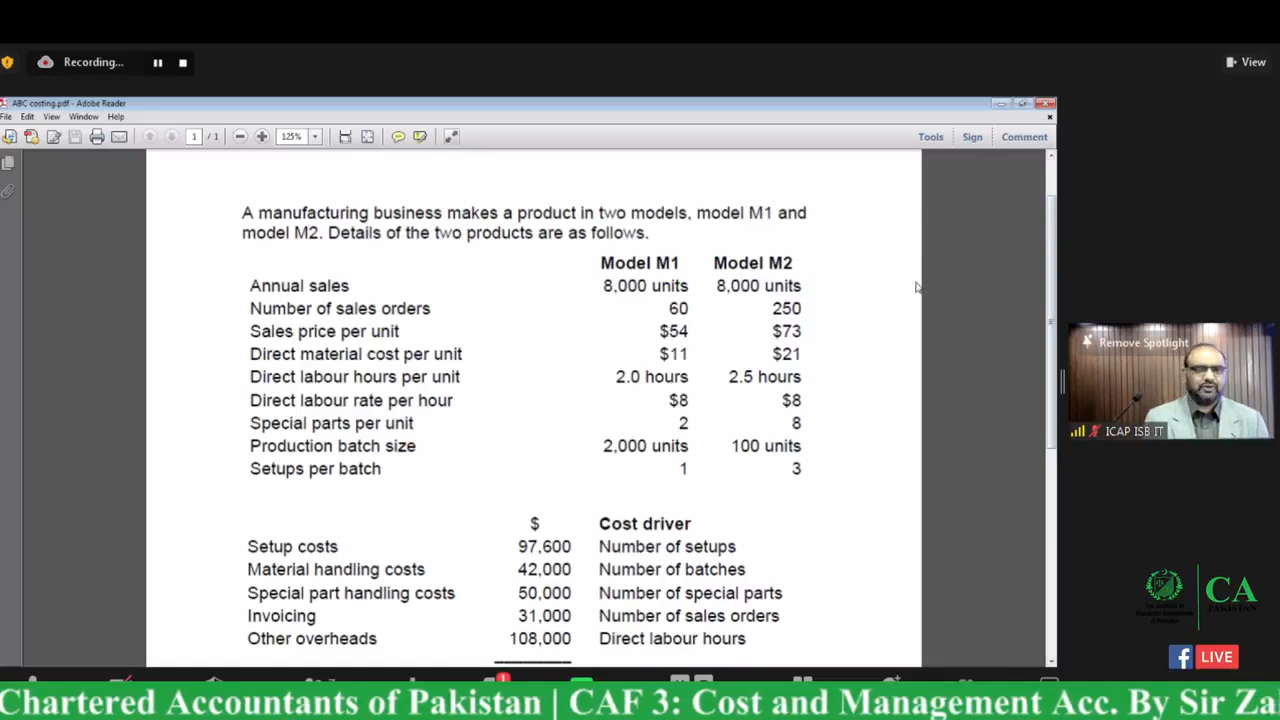 Recording...
View
ABC costing.pdf - Adobe Reader
File Edit View Window Help
1 / 1 125% Tools Sign Comment
A manufacturing business makes a product in two models, model M1 and
model M2. Details of the two products are as follows.
Model M1 Model M2
Annual sales 8,000 units 8,000 units
Number of sales orders 60 250
Sales price per unit $54 $73
Direct material cost per unit $11 $21
Direct labour hours per unit 2.0 hours 2.5 hours
Direct labour rate per hour $8 $8
Special parts per unit 2 8
Production batch size 2,000 units 100 units
Setups per batch 1 3
$ Cost driver
Setup costs 97,600 Number of setups
Material handling costs 42,000 Number of batches
Special part handling costs 50,000 Number of special parts
Invoicing 31,000 Number of sales orders
Other overheads 108,000 Direct labour hours
Remove Spotlight
ICAP ISB IT
CA
PAKISTAN
f LIVE
1
Chartered Accountants of Pakistan | CAF 3: Cost and Management Acc. By Sir Za